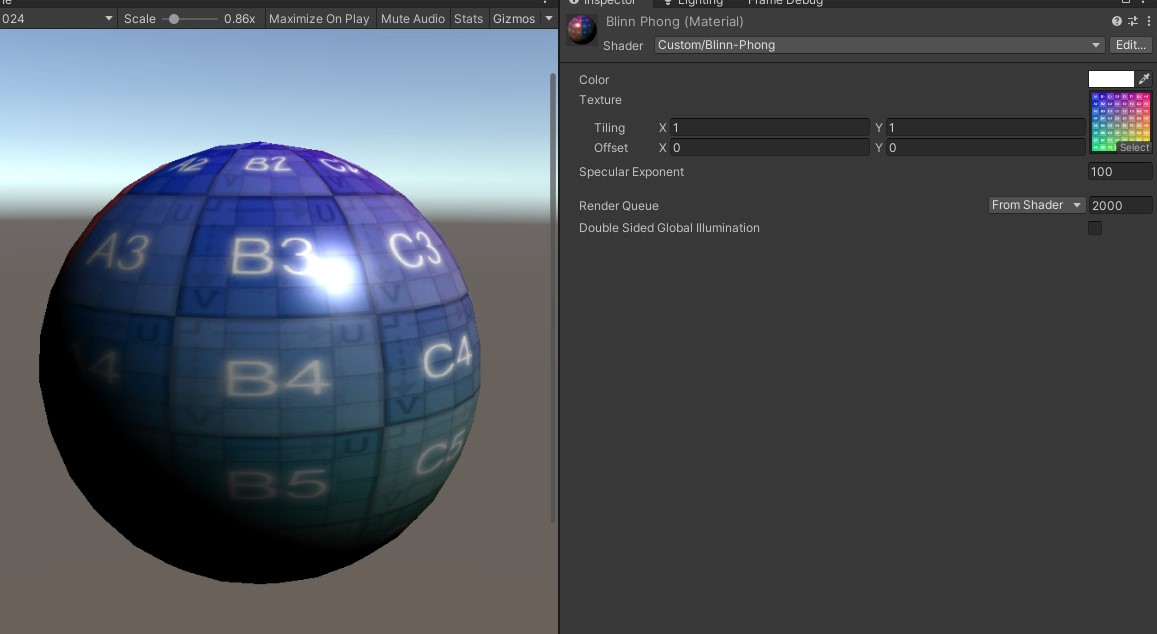 Inspector Lighting Frame Debug
024 Scale 0.86x Maximize On Play Mute Audio Stats Gizmos
Blinn Phong (Material)
Shader Custom/Blinn-Phong Edit...
Color
Texture
Tiling X 1 Y 1
Offset X 0 Y 0
Select
Specular Exponent 100
Render Queue From Shader 2000
Double Sided Global Illumination
A2 B2
A3 B3 C3
V V
U U
B4 C4
V V
U
B5 C5